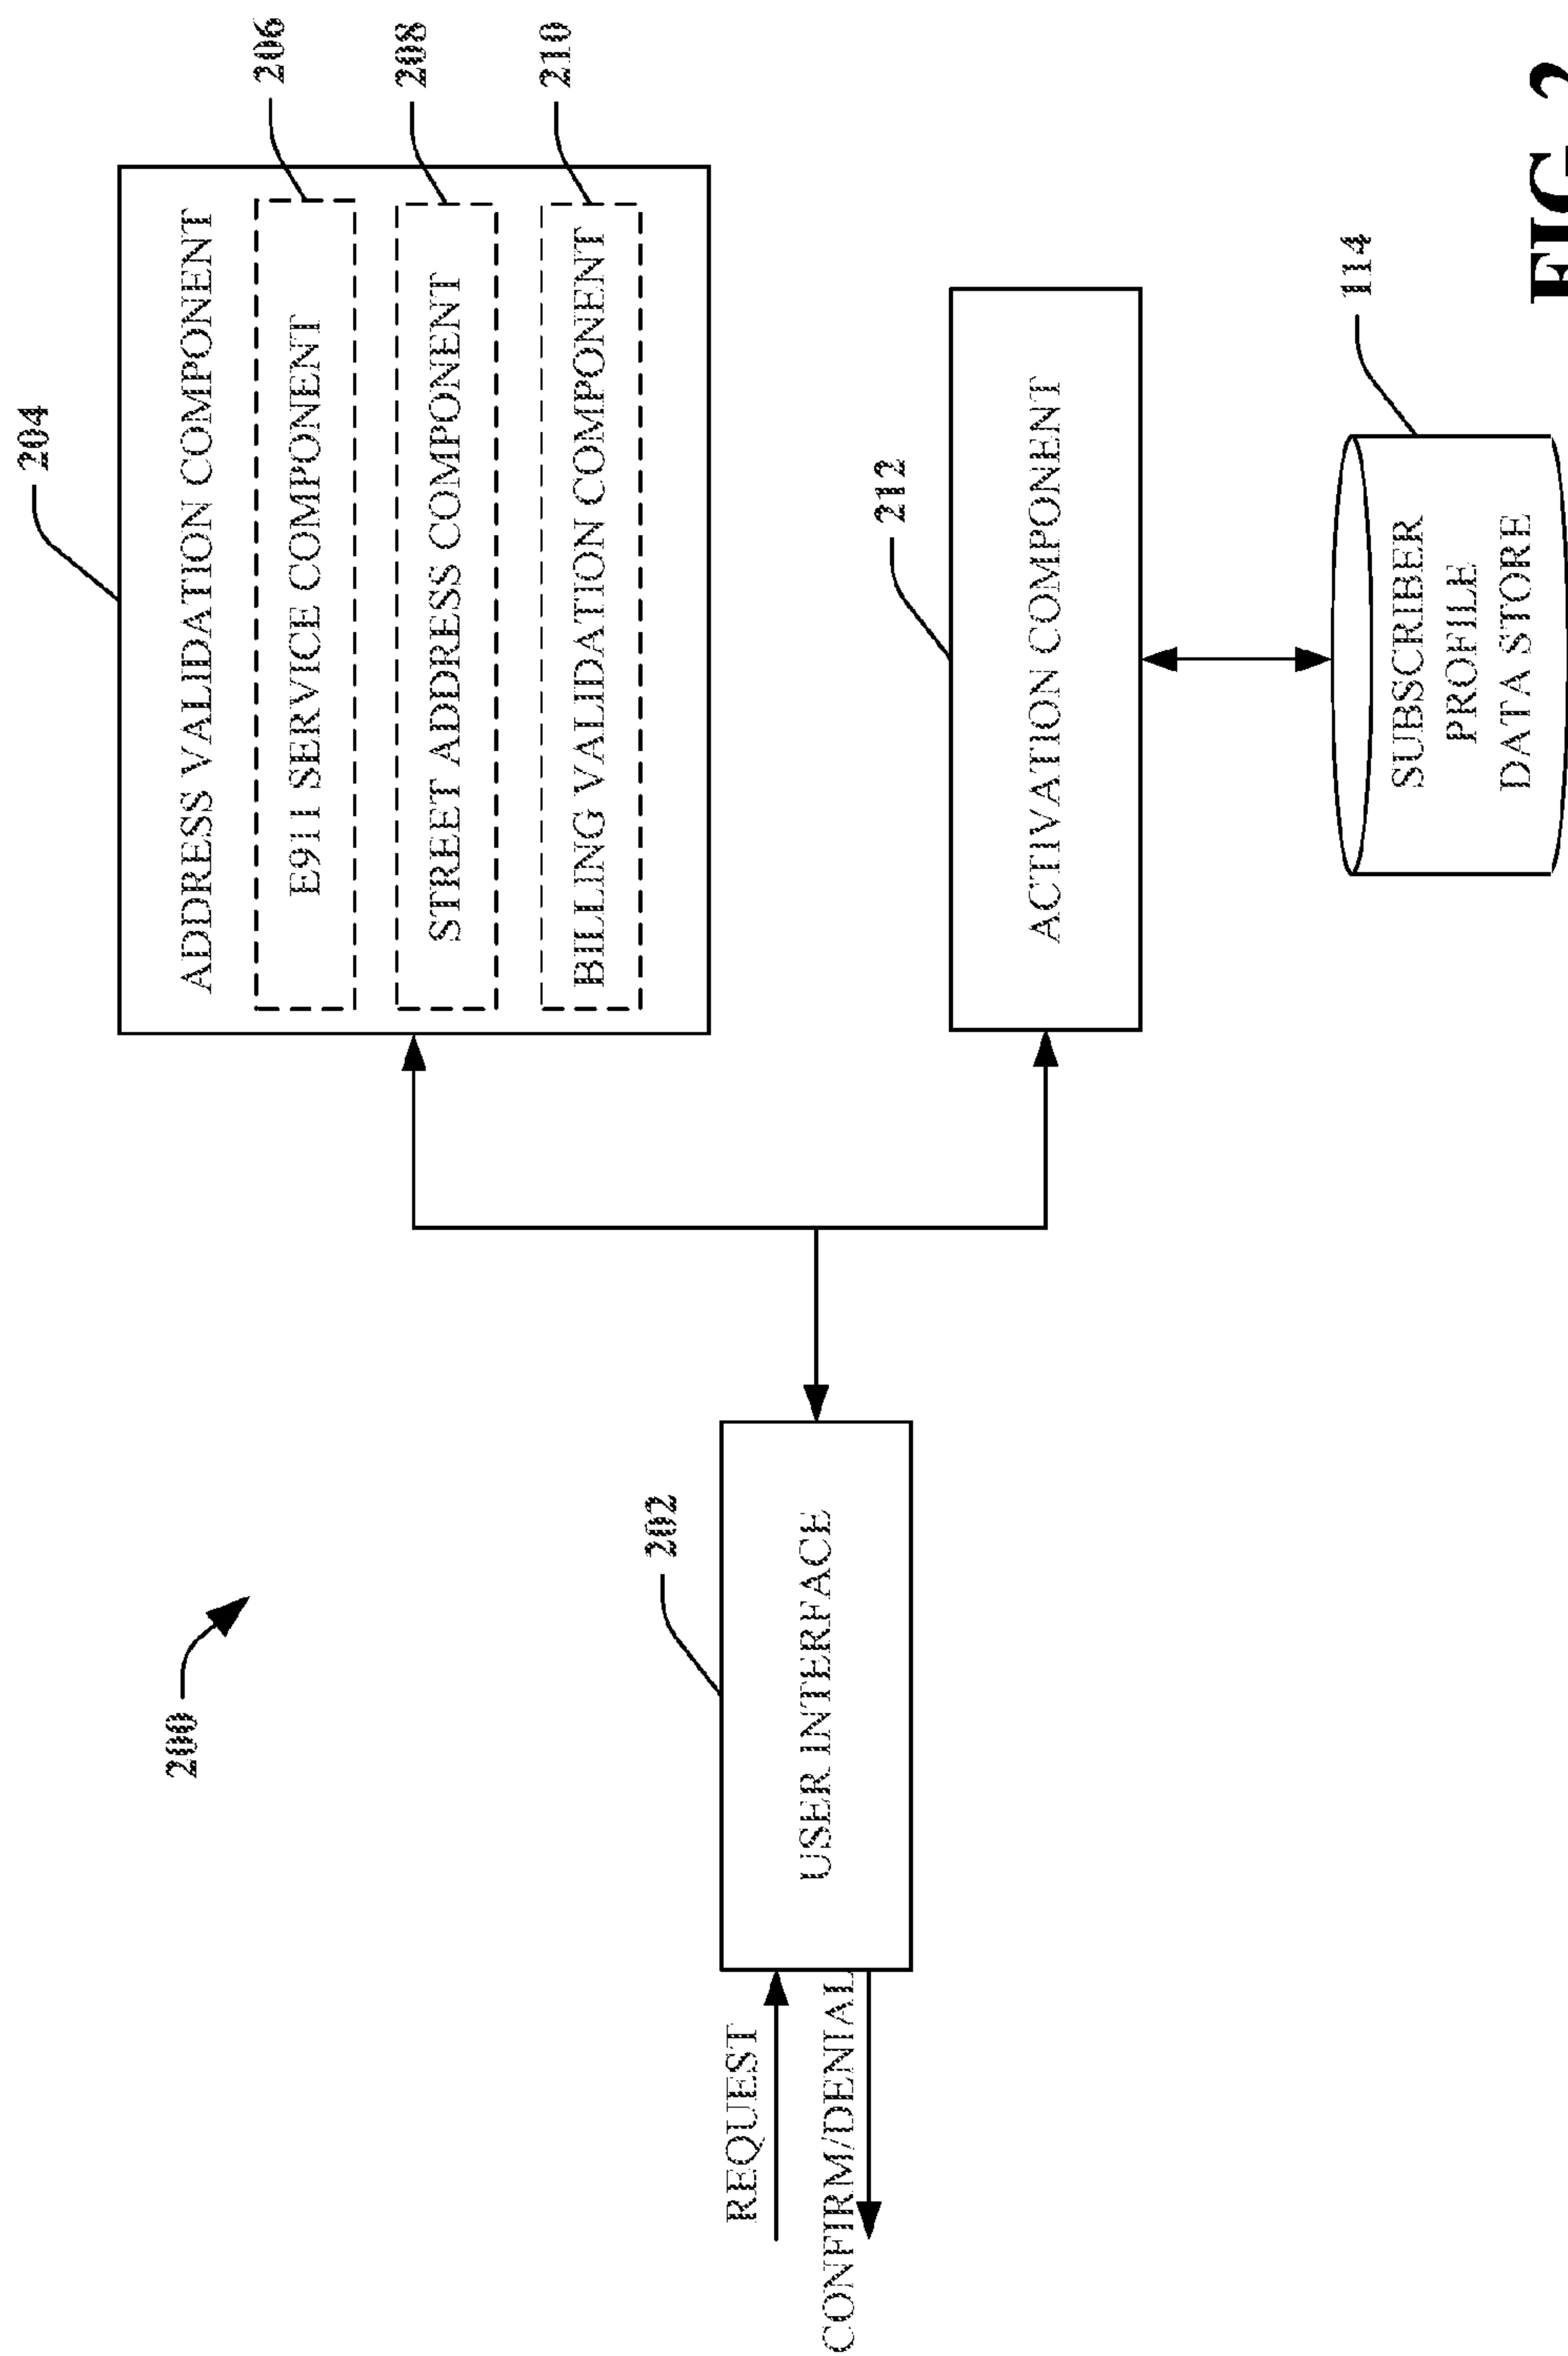 200
204
ADDRESS VALIDATION COMPONENT
206
E911 SERVICE COMPONENT
208
STREET ADDRESS COMPONENT
210
BILLING VALIDATION COMPONENT
202
REQUEST
USER INTERFACE
CONFIRM/DENIAL
212
ACTIVATION COMPONENT
114
SUBSCRIBER
PROFILE
DATA STORE
FIG 2